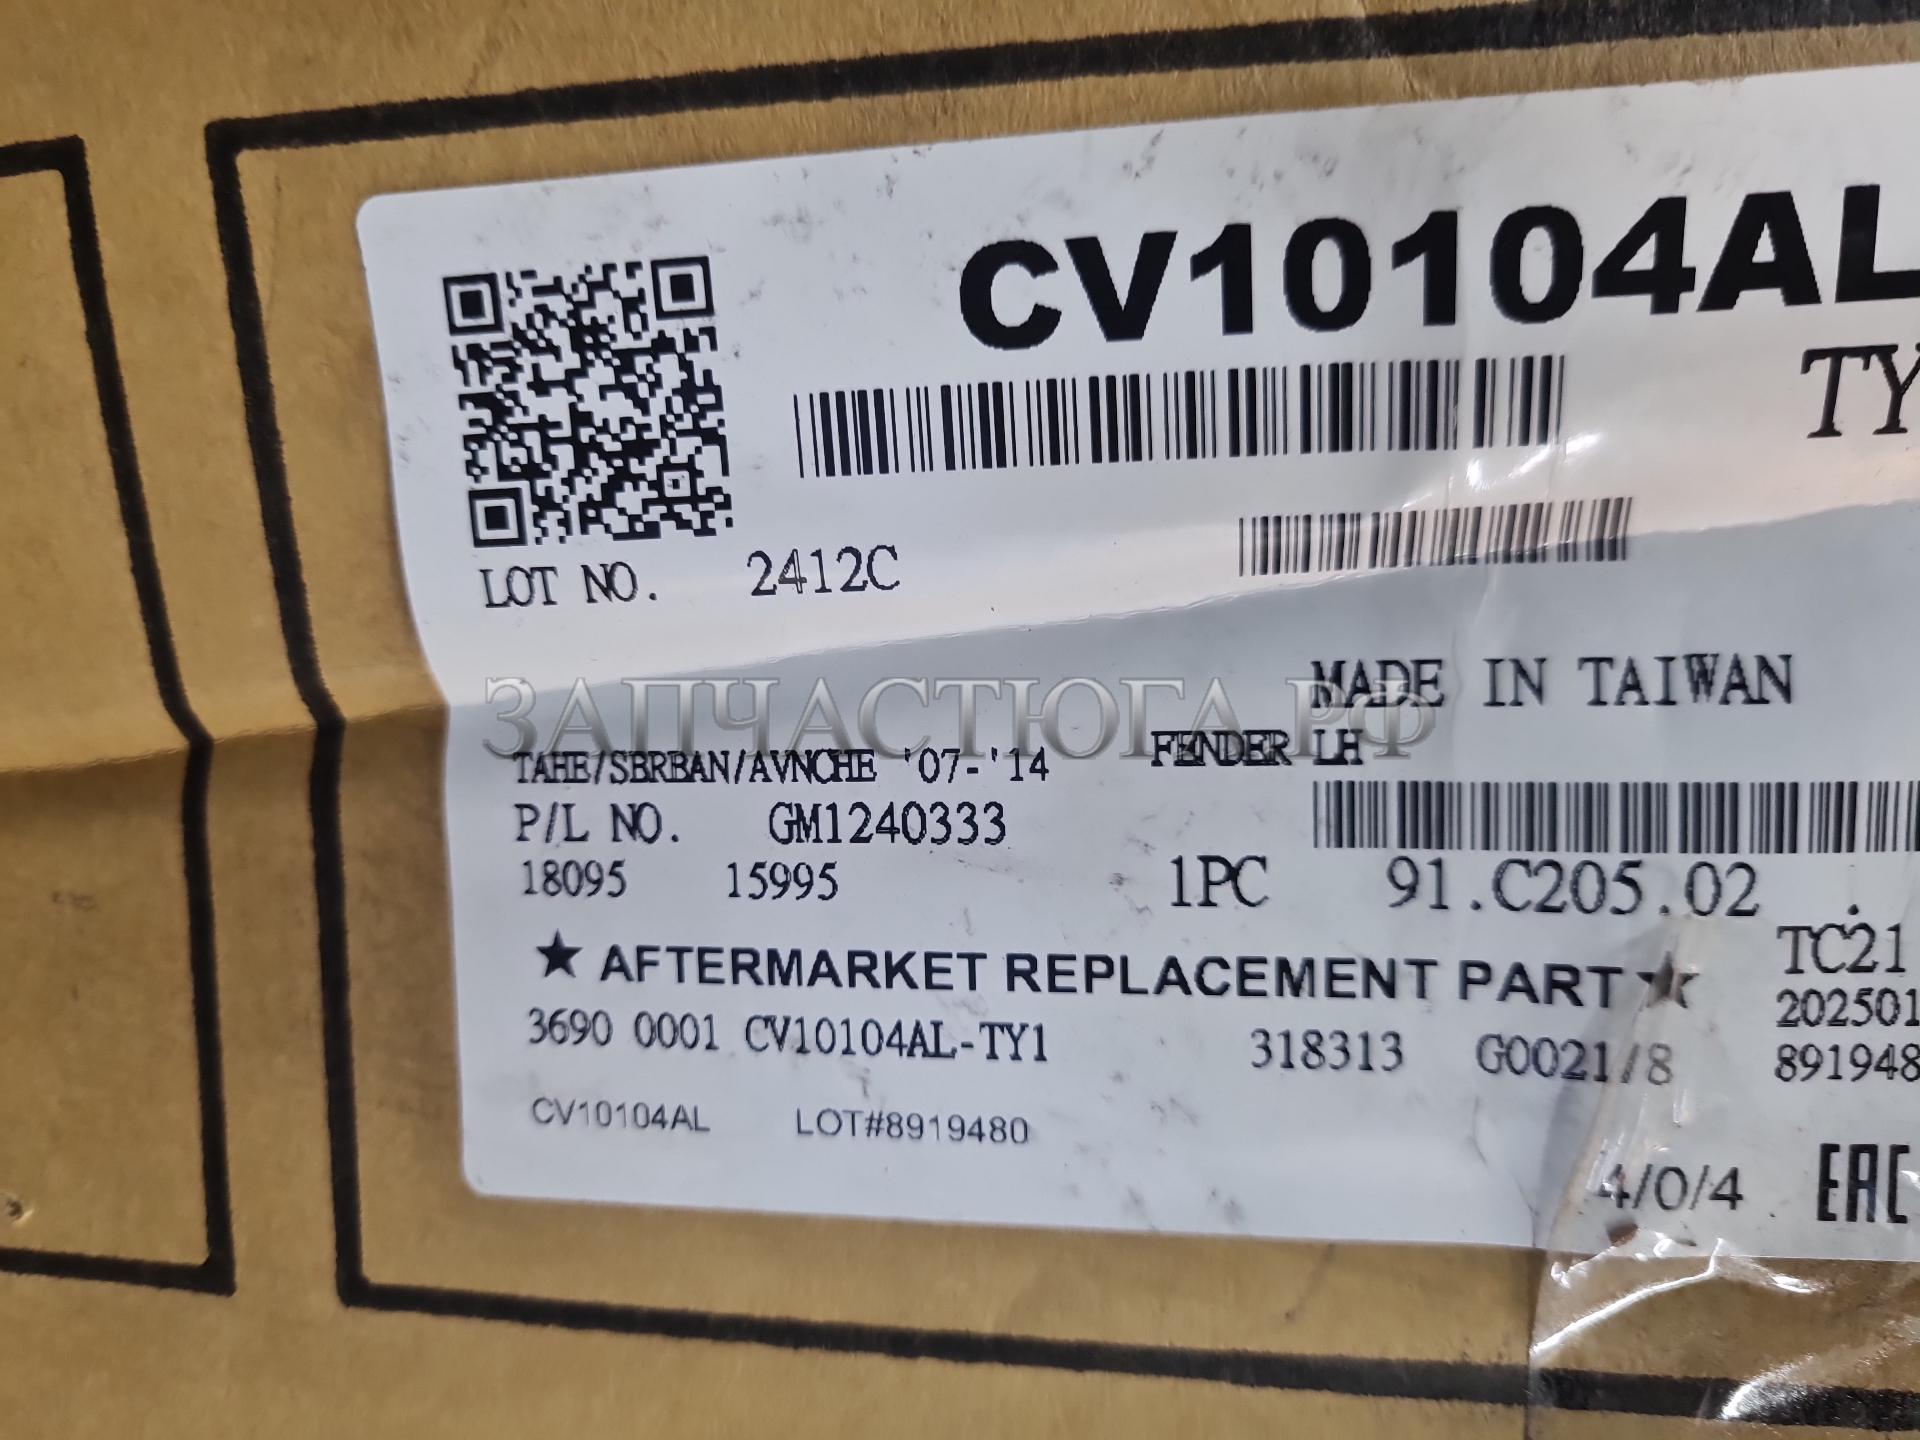 CV10104AL
TY
LOT NO. 2412C
MADE IN TAIWAN
ЗАПЧАСТЮГА.РФ
TAHE/SBRBAN/AVNCHE '07-'14 FENDER LH
P/L NO. GM1240333
18095 15995 1PC 91.C205.02 .
★ AFTERMARKET REPLACEMENT PART ★ TC21
3690 0001 CV10104AL-TY1 318313 G0021/8 202501
891948
CV10104AL LOT#8919480
4/0/4 EAC